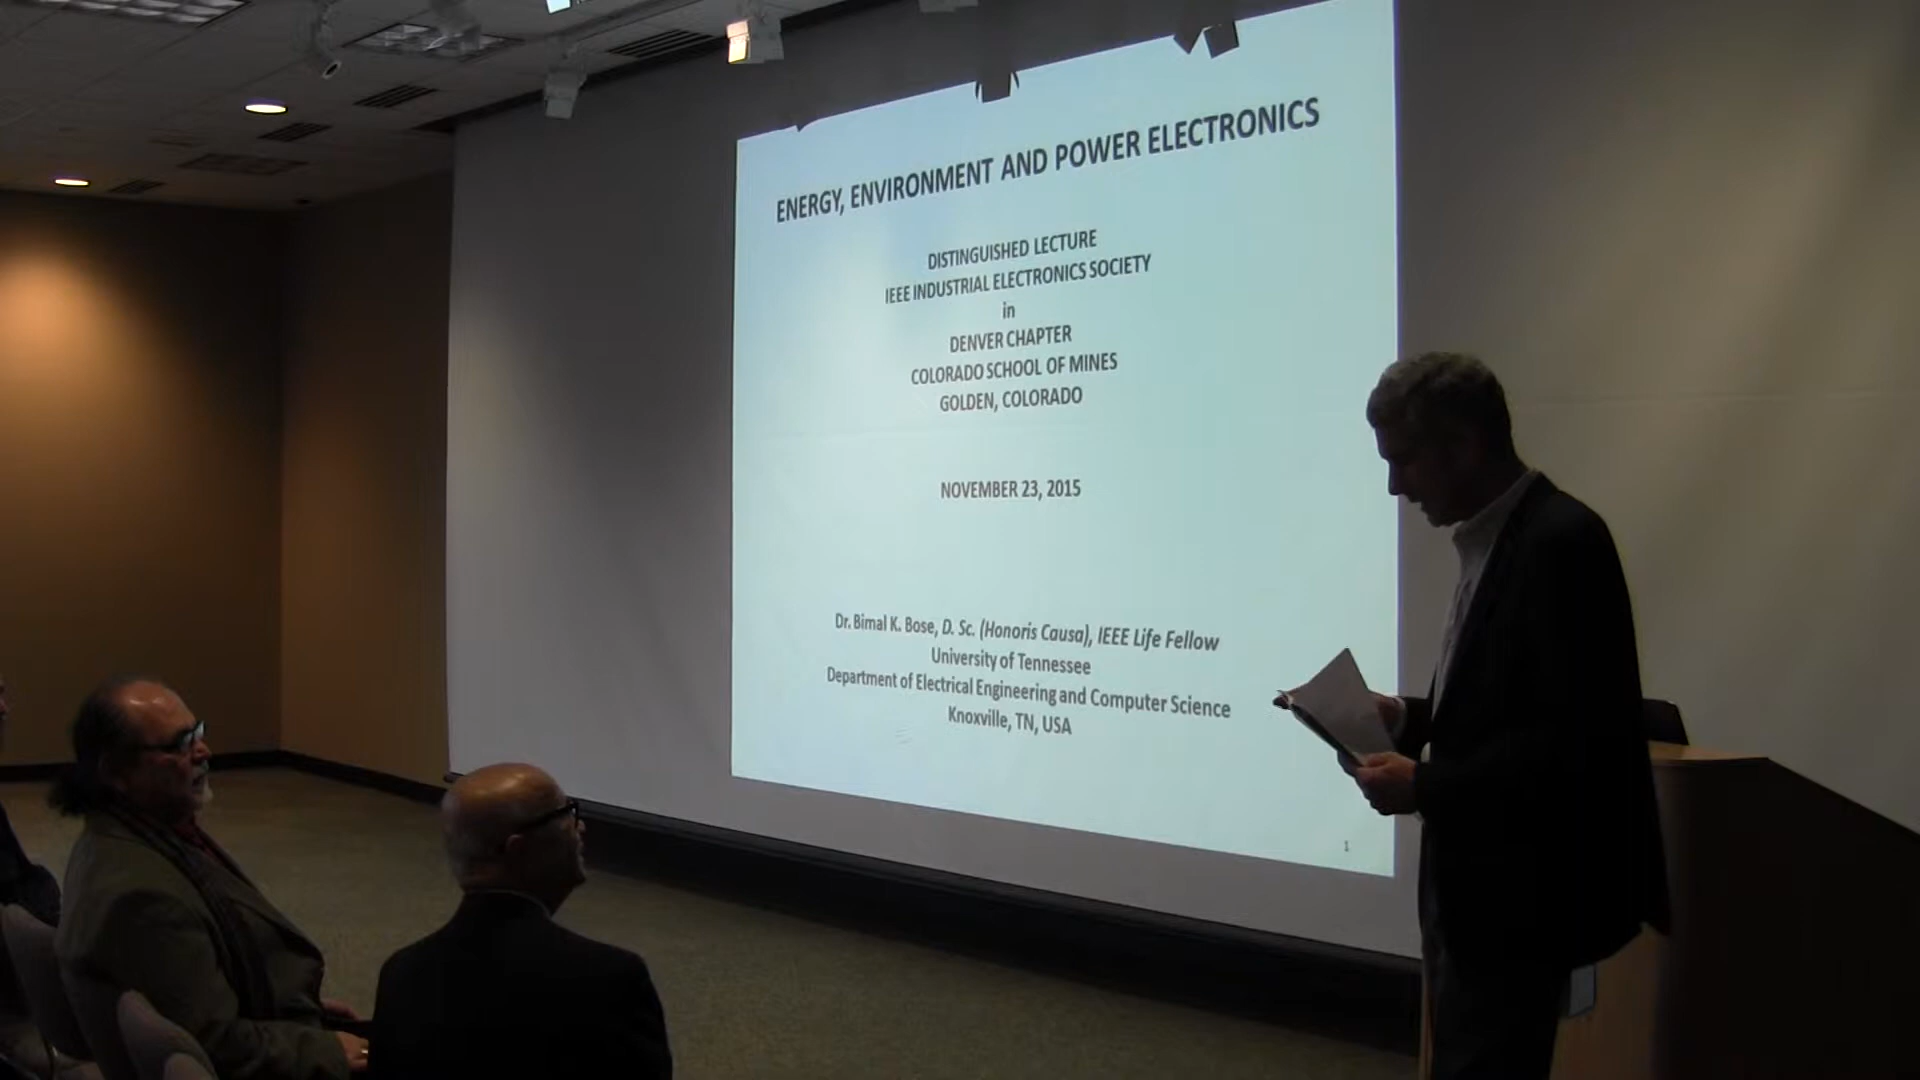 ENERGY, ENVIRONMENT AND POWER ELECTRONICS
DISTINGUISHED LECTURE
IEEE INDUSTRIAL ELECTRONICS SOCIETY
in
DENVER CHAPTER
COLORADO SCHOOL OF MINES
GOLDEN, COLORADO
NOVEMBER 23, 2015
Dr. Bimal K. Bose, D. Sc. (Honoris Causa), IEEE Life Fellow
University of Tennessee
Department of Electrical Engineering and Computer Science
Knoxville, TN, USA
1